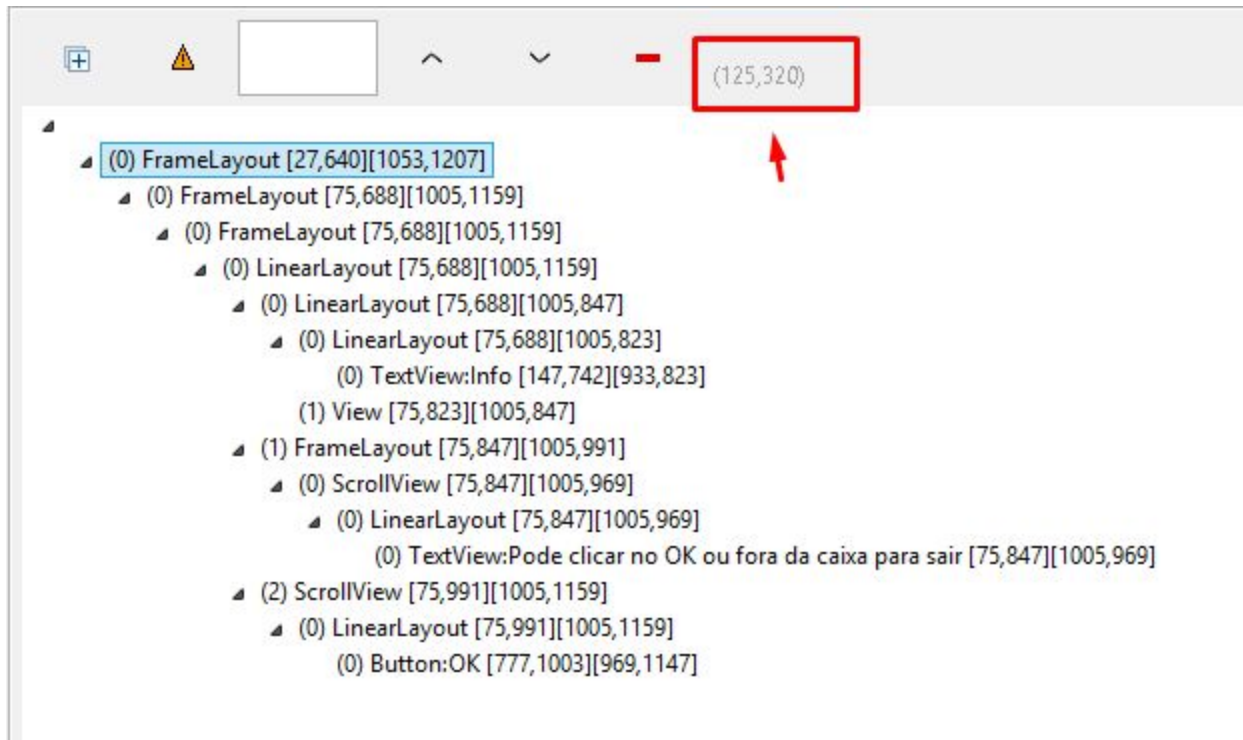 (125,320)
(0) FrameLayout [27,640][1053,1207]
(0) FrameLayout [75,688][1005,1159]
(0) FrameLayout [75,688][1005,1159]
(0) LinearLayout [75,688][1005,1159]
(0) LinearLayout [75,688][1005,847]
(0) LinearLayout [75,688][1005,823]
(0) TextView:Info [147,742][933,823]
(1) View [75,823][1005,847]
(1) FrameLayout [75,847][1005,991]
(0) ScrollView [75,847][1005,969]
(0) LinearLayout [75,847][1005,969]
(0) TextView:Pode clicar no OK ou fora da caixa para sair [75,847][1005,969]
(2) ScrollView [75,991][1005,1159]
(0) LinearLayout [75,991][1005,1159]
(0) Button:OK [777,1003][969,1147]